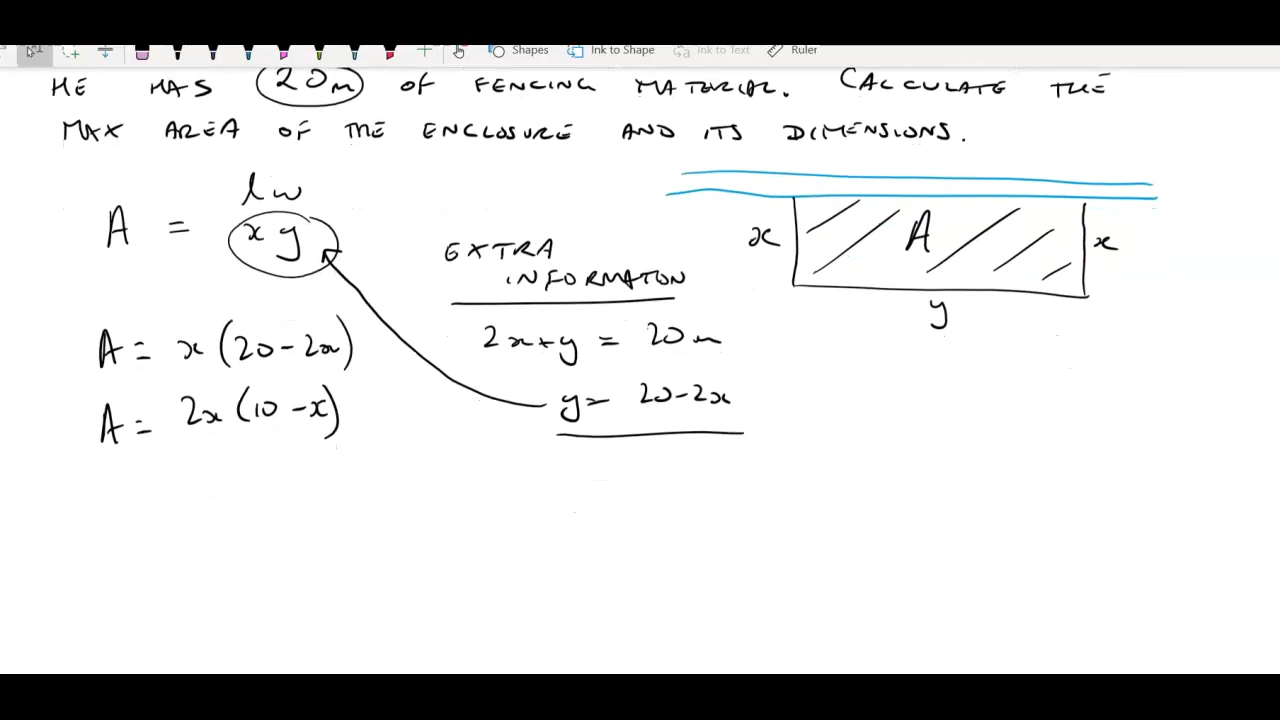 Shapes Ink to Shape Ink to Text Ruler
HE HAS 20m OF FENCING MATERIAL. CALCULATE THE
MAX AREA OF THE ENCLOSURE AND ITS DIMENSIONS.
lw
A = xy
EXTRA
INFORMATON
x A x
y
2x+y = 20m
A = x(20-2x)
y= 20-2x
A = 2x(10-x)